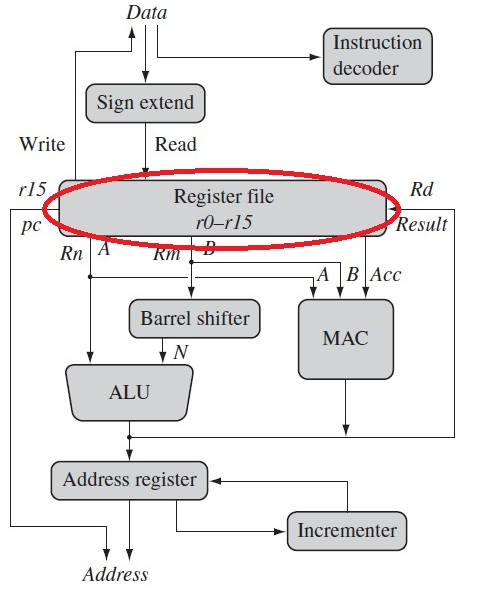 Data
Instruction
decoder
Sign extend
Write
Read
r15
Register file
Rd
pc
r0–r15
Result
Rn
A
Rm
B
A
B
Acc
Barrel shifter
MAC
N
ALU
Address register
Incrementer
Address